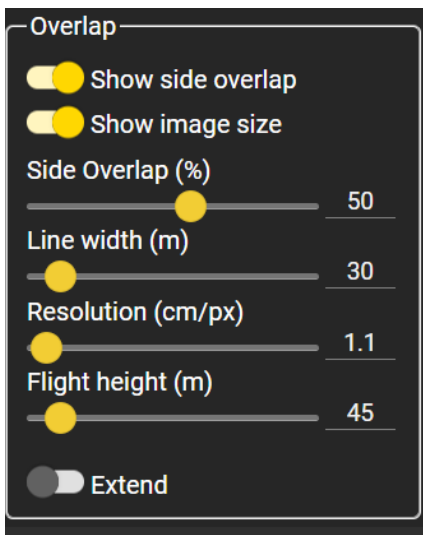 Overlap
Show side overlap
Show image size
Side Overlap (%)
50
Line width (m)
30
Resolution (cm/px)
1.1
Flight height (m)
45
Extend